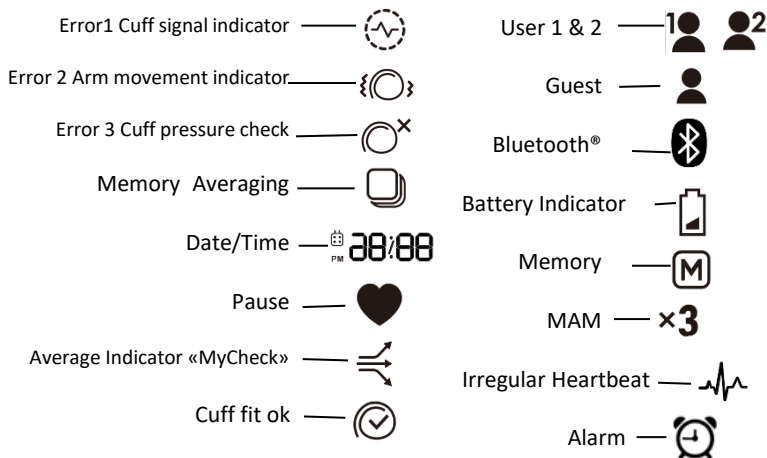 Error1 Cuff signal indicator
Error 2 Arm movement indicator
Error 3 Cuff pressure check
Memory Averaging
Date/Time PM 28/88
Pause
Average Indicator «MyCheck»
Cuff fit ok
User 1 & 2 1 2
Guest
Bluetooth®
Battery Indicator
Memory M
MAM ×3
Irregular Heartbeat
Alarm